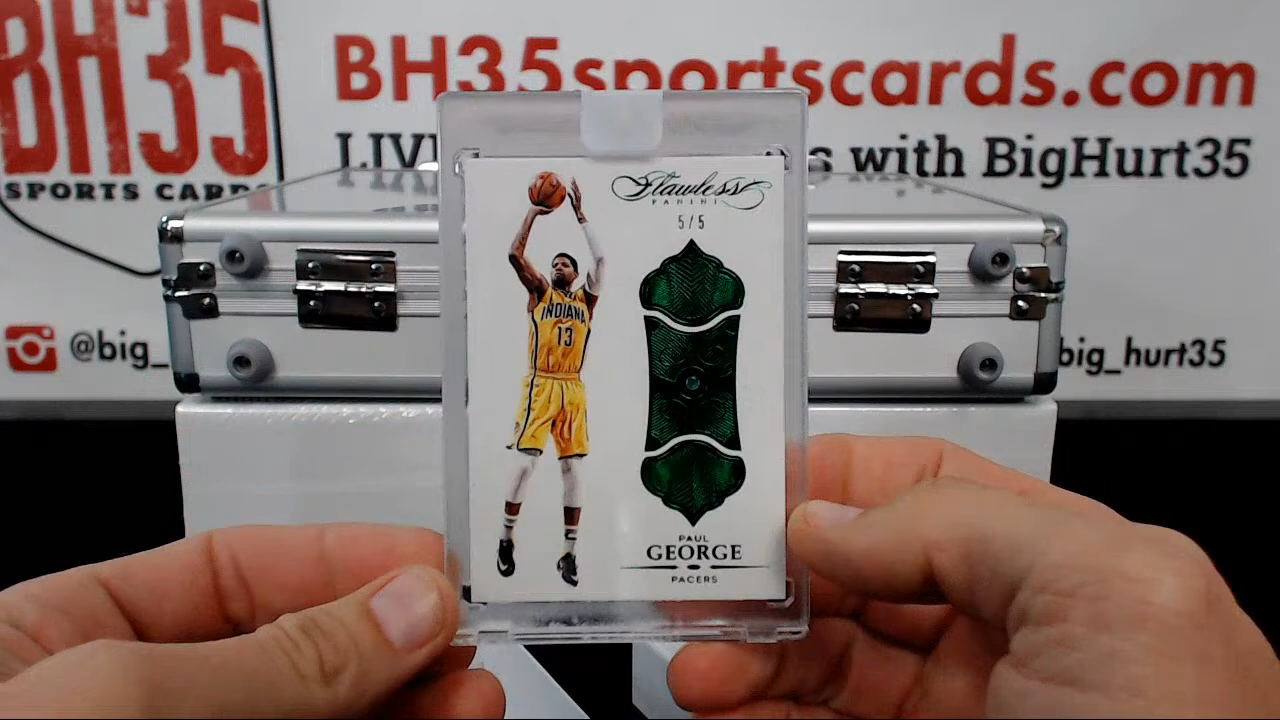 BH35
SPORTS CARDS
BH35sportscards.com
LIV s with BigHurt35
@big_
big_hurt35
Flawless
PANINI
5/5
INDIANA
13
PAUL
GEORGE
PACERS